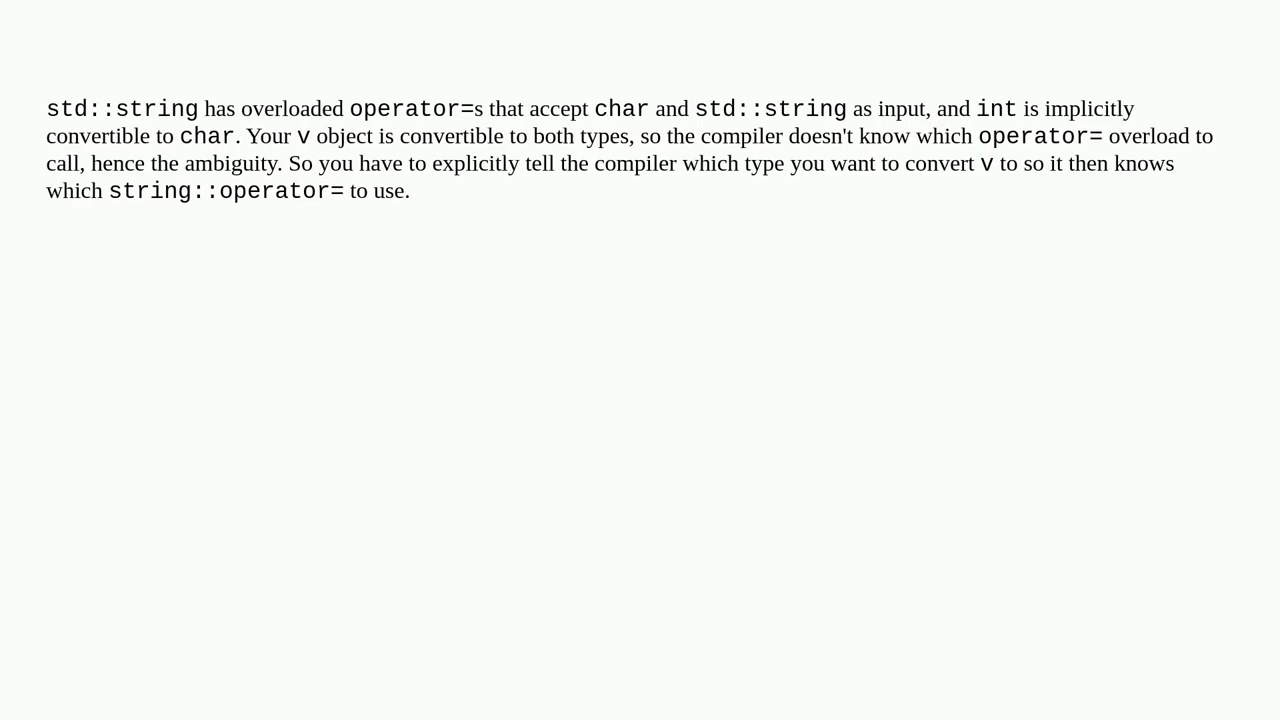 std::string has overloaded operator=s that accept char and std::string as input, and int is implicitly
convertible to char. Your v object is convertible to both types, so the compiler doesn't know which operator= overload to
call, hence the ambiguity. So you have to explicitly tell the compiler which type you want to convert v to so it then knows
which string::operator= to use.